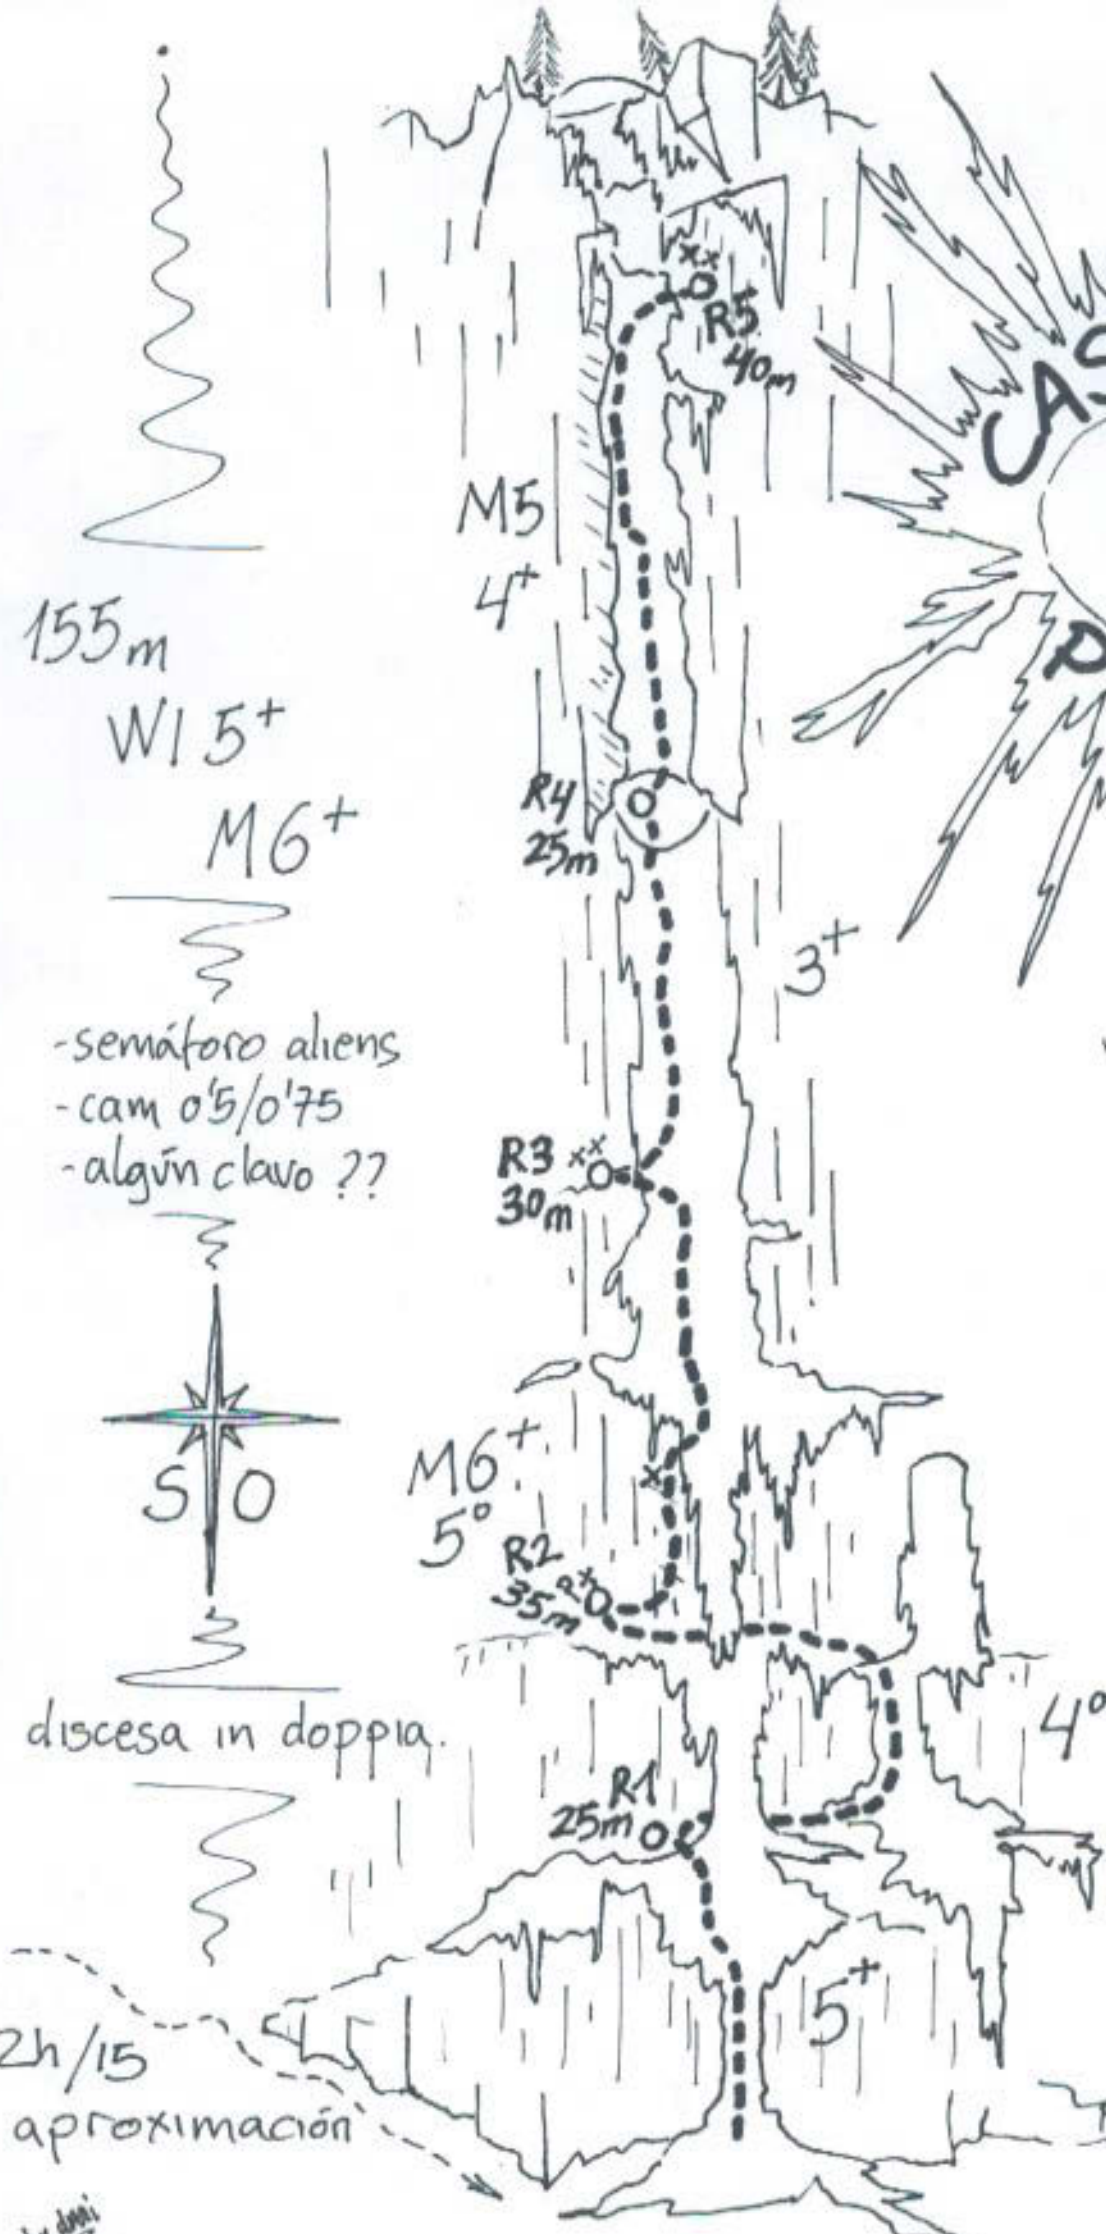 R5
40m
CAS
M5
4+
155m
WI 5+
M6+
R4
25m
3+
-semáforo aliens
-cam 0'5/0'75
-algún clavo ??
R3
30m
S O
M6+
5°
R2
35m
discesa in doppia.
4°
R1
25m
5+
2h/15
aproximación